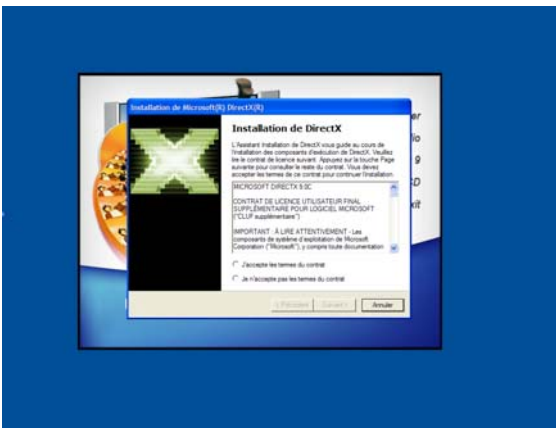 Installation de Microsoft(R) DirectX(R)
Installation de DirectX
L'Assistant Installation de DirectX vous guide au cours de
l'installation des composants d'exécution de DirectX. Veuillez
lire le contrat de licence suivant. Appuyez sur la touche Page
suivante pour consulter le reste du contrat. Vous devez
accepter les termes de ce contrat pour continuer l'installation.
MICROSOFT DIRECTX 9.0C
CONTRAT DE LICENCE UTILISATEUR FINAL
SUPPLÉMENTAIRE POUR LOGICIEL MICROSOFT
("CLUF supplémentaire")
IMPORTANT : À LIRE ATTENTIVEMENT - Les
composants de système d'exploitation de Microsoft
Corporation ("Microsoft"), y compris toute documentation
J'accepte les termes du contrat
Je n'accepte pas les termes du contrat
< Précédent
Suivant >
Annuler
er
io
9
D
xit